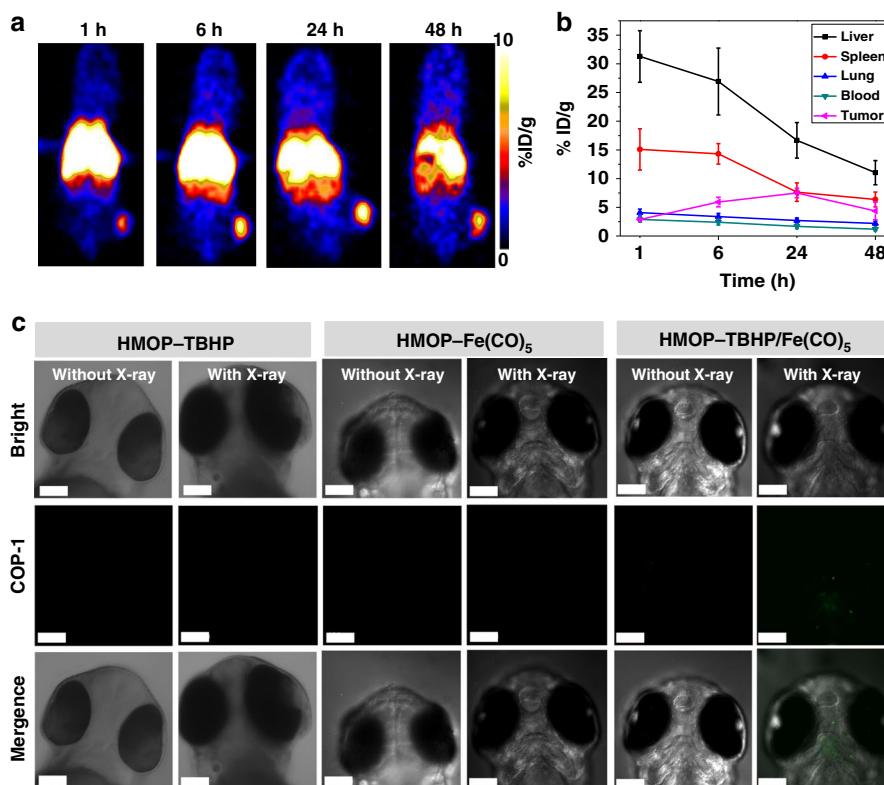 a
1 h
6 h
24 h
48 h
10
%ID/g
0
b
Liver
Spleen
Lung
Blood
Tumor
% ID/g
35
30
25
20
15
10
5
0
1
6
24
48
Time (h)
c
HMOP–TBHP
HMOP–Fe(CO)₅
HMOP–TBHP/Fe(CO)₅
Without X-ray
With X-ray
Without X-ray
With X-ray
Without X-ray
With X-ray
Bright
COP-1
Mergence